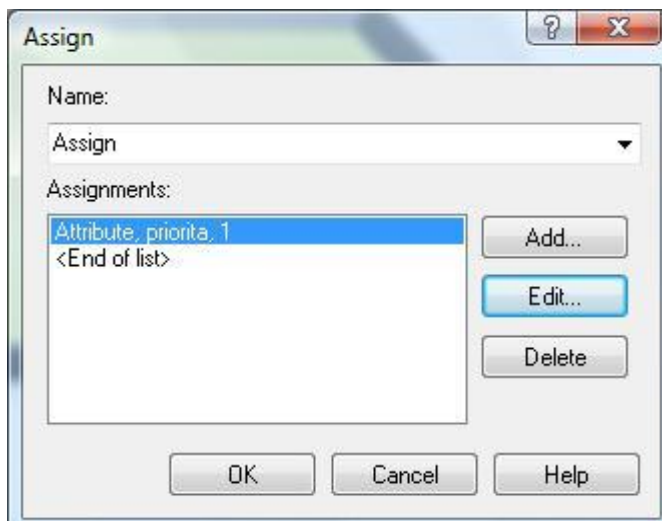 Assign
Name:
Assign
Assignments:
Attribute, priorita, 1
<End of list>
Add...
Edit...
Delete
OK
Cancel
Help